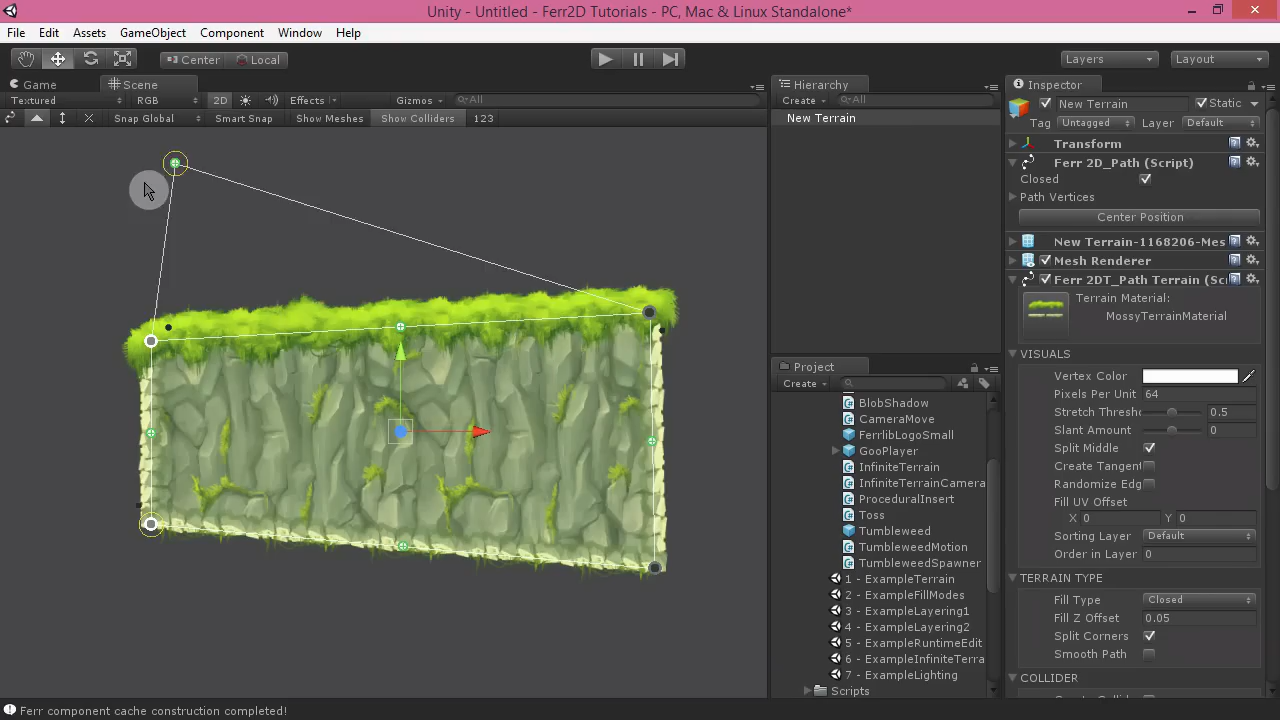 Unity - Untitled - Ferr2D Tutorials - PC, Mac & Linux Standalone*
File Edit Assets GameObject Component Window Help
Center Local Layers Layout
Game Scene
Textured RGB 2D Effects Gizmos All
Snap Global Smart Snap Show Meshes Show Colliders 123
Hierarchy
Create All
New Terrain
Project
Create
BlobShadow
CameraMove
FerrlibLogoSmall
GooPlayer
InfiniteTerrain
InfiniteTerrainCamera
ProceduralInsert
Toss
Tumbleweed
TumbleweedMotion
TumbleweedSpawner
1 - ExampleTerrain
2 - ExampleFillModes
3 - ExampleLayering1
4 - ExampleLayering2
5 - ExampleRuntimeEdit
6 - ExampleInfiniteTerra
7 - ExampleLighting
Scripts
Inspector
New Terrain Static
Tag Untagged Layer Default
Transform
Ferr 2D_Path (Script)
Closed
Path Vertices
Center Position
New Terrain-1168206-Mes
Mesh Renderer
Ferr 2DT_Path Terrain (Sc
Terrain Material:
MossyTerrainMaterial
VISUALS
Vertex Color
Pixels Per Unit 64
Stretch Thresho 0.5
Slant Amount 0
Split Middle
Create Tangent
Randomize Edg
Fill UV Offset
X 0 Y 0
Sorting Layer Default
Order in Layer 0
TERRAIN TYPE
Fill Type Closed
Fill Z Offset 0.05
Split Corners
Smooth Path
COLLIDER
Ferr component cache construction completed!